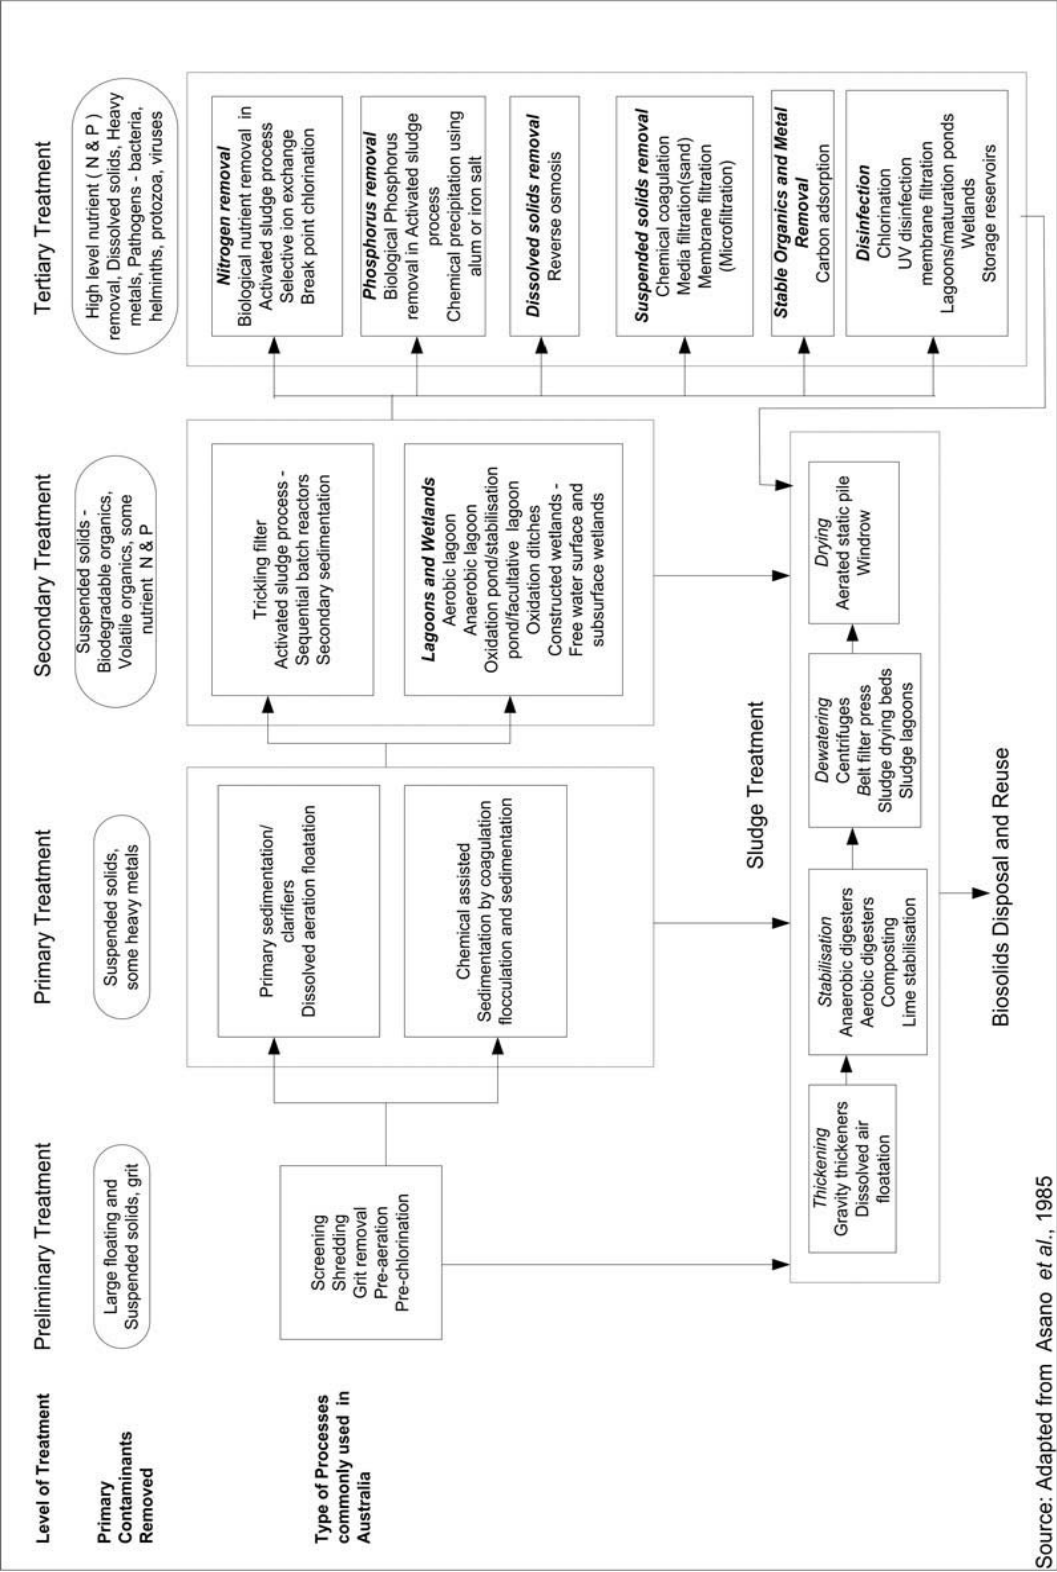 Level of Treatment
Preliminary Treatment
Primary Treatment
Secondary Treatment
Tertiary Treatment
Primary
Contaminants
Removed
Large floating and
Suspended solids, grit
Suspended solids,
some heavy metals
Suspended solids -
Biodegradable organics,
Volatile organics, some
nutrient N & P
High level nutrient ( N & P )
removal, Dissolved solids, Heavy
metals, Pathogens - bacteria,
helminths, protozoa, viruses
Type of Processes
commonly used in
Australia
Screening
Shredding
Grit removal
Pre-aeration
Pre-chlorination
Primary sedimentation/
clarifiers
Dissolved aeration floatation
Chemical assisted
Sedimentation by coagulation
flocculation and sedimentation
Trickling filter
Activated sludge process -
Sequential batch reactors
Secondary sedimentation
Lagoons and Wetlands
Aerobic lagoon
Anaerobic lagoon
Oxidation pond/stabilisation
pond/facultative lagoon
Oxidation ditches
Constructed wetlands -
Free water surface and
subsurface wetlands
Nitrogen removal
Biological nutrient removal in
Activated sludge process
Selective ion exchange
Break point chlorination
Phosphorus removal
Biological Phosphorus
removal in Activated sludge
process
Chemical precipitation using
alum or iron salt
Dissolved solids removal
Reverse osmosis
Suspended solids removal
Chemical coagulation
Media filtration(sand)
Membrane filtration
(Microfiltration)
Stable Organics and Metal
Removal
Carbon adsorption
Disinfection
Chlorination
UV disinfection
membrane filtration
Lagoons/maturation ponds
Wetlands
Storage reservoirs
Sludge Treatment
Thickening
Gravity thickeners
Dissolved air
floatation
Stabilisation
Anaerobic digesters
Aerobic digesters
Composting
Lime stabilisation
Dewatering
Centrifuges
Belt filter press
Sludge drying beds
Sludge lagoons
Drying
Aerated static pile
Windrow
Biosolids Disposal and Reuse
Source: Adapted from Asano et al., 1985